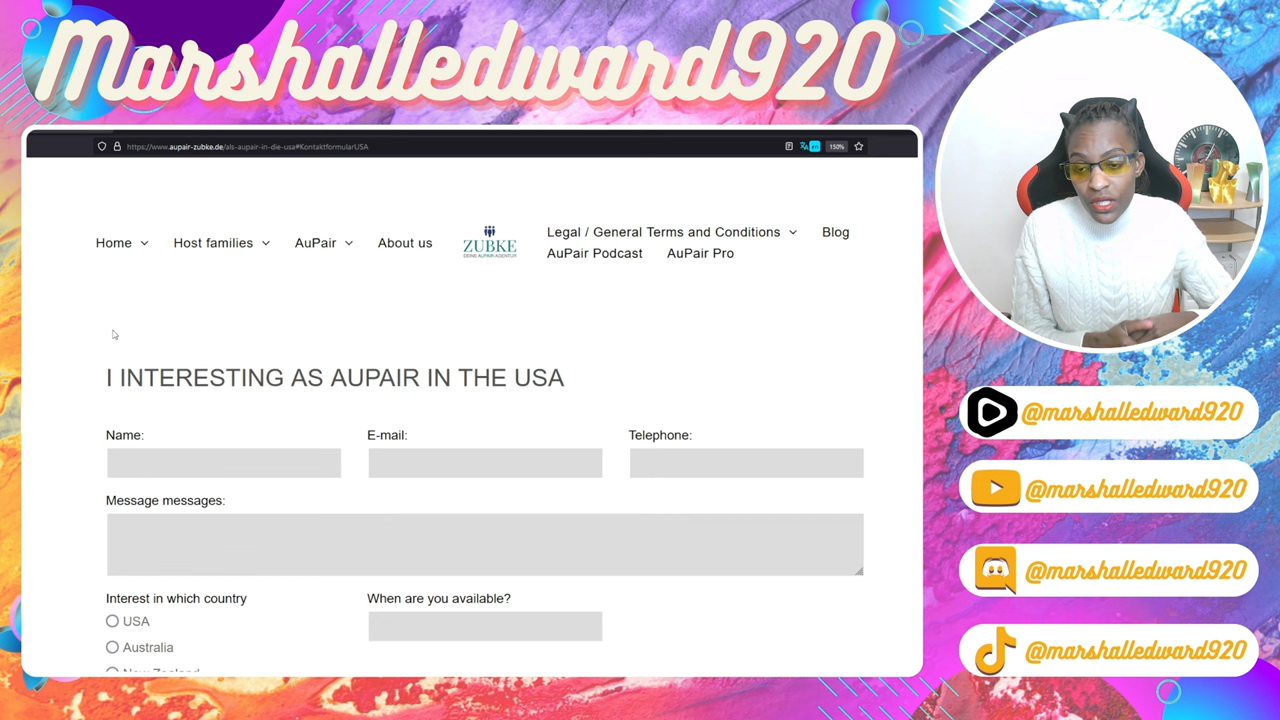 Marshalledward920
https://www.aupair-zubke.de/als-aupair-in-die-usa#KontaktformularUSA
en
150%
Home
Host families
AuPair
About us
ZUBKE
DEINE AUPAIR-AGENTUR
Legal / General Terms and Conditions
Blog
AuPair Podcast
AuPair Pro
I INTERESTING AS AUPAIR IN THE USA
Name:
E-mail:
Telephone:
Message messages:
Interest in which country
When are you available?
USA
Australia
New Zealand
@marshalledward920
@marshalledward920
@marshalledward920
@marshalledward920